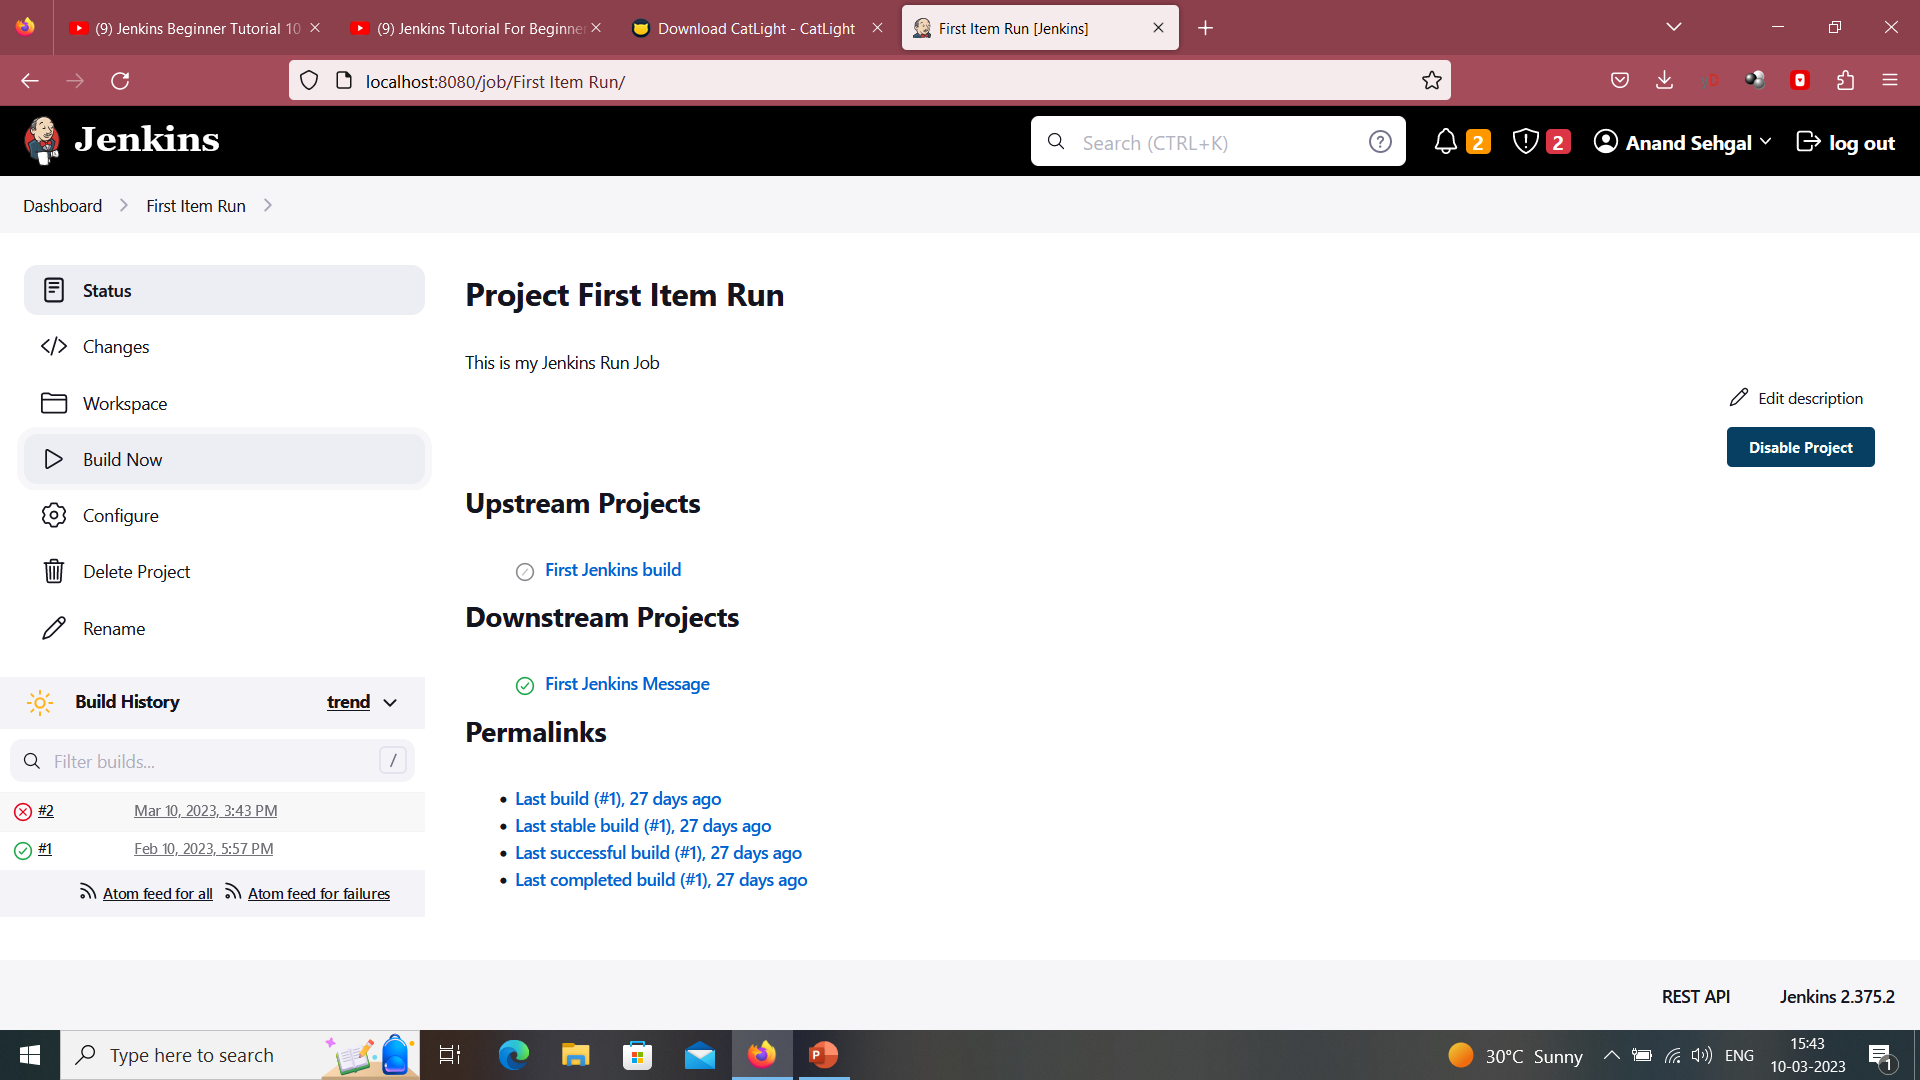 (9) Jenkins Beginner Tutorial 10
(9) Jenkins Tutorial For Beginner
Download CatLight - CatLight
First Item Run [Jenkins]
localhost:8080/job/First Item Run/
Jenkins
Search (CTRL+K)
2
2
Anand Sehgal
log out
Dashboard
First Item Run
Status
Changes
Workspace
Build Now
Configure
Delete Project
Rename
Build History
trend
Filter builds...
/
#2
Mar 10, 2023, 3:43 PM
#1
Feb 10, 2023, 5:57 PM
Atom feed for all
Atom feed for failures
Project First Item Run
This is my Jenkins Run Job
Edit description
Disable Project
Upstream Projects
First Jenkins build
Downstream Projects
First Jenkins Message
Permalinks
Last build (#1), 27 days ago
Last stable build (#1), 27 days ago
Last successful build (#1), 27 days ago
Last completed build (#1), 27 days ago
REST API
Jenkins 2.375.2
Type here to search
30°C Sunny
ENG
15:43
10-03-2023
1